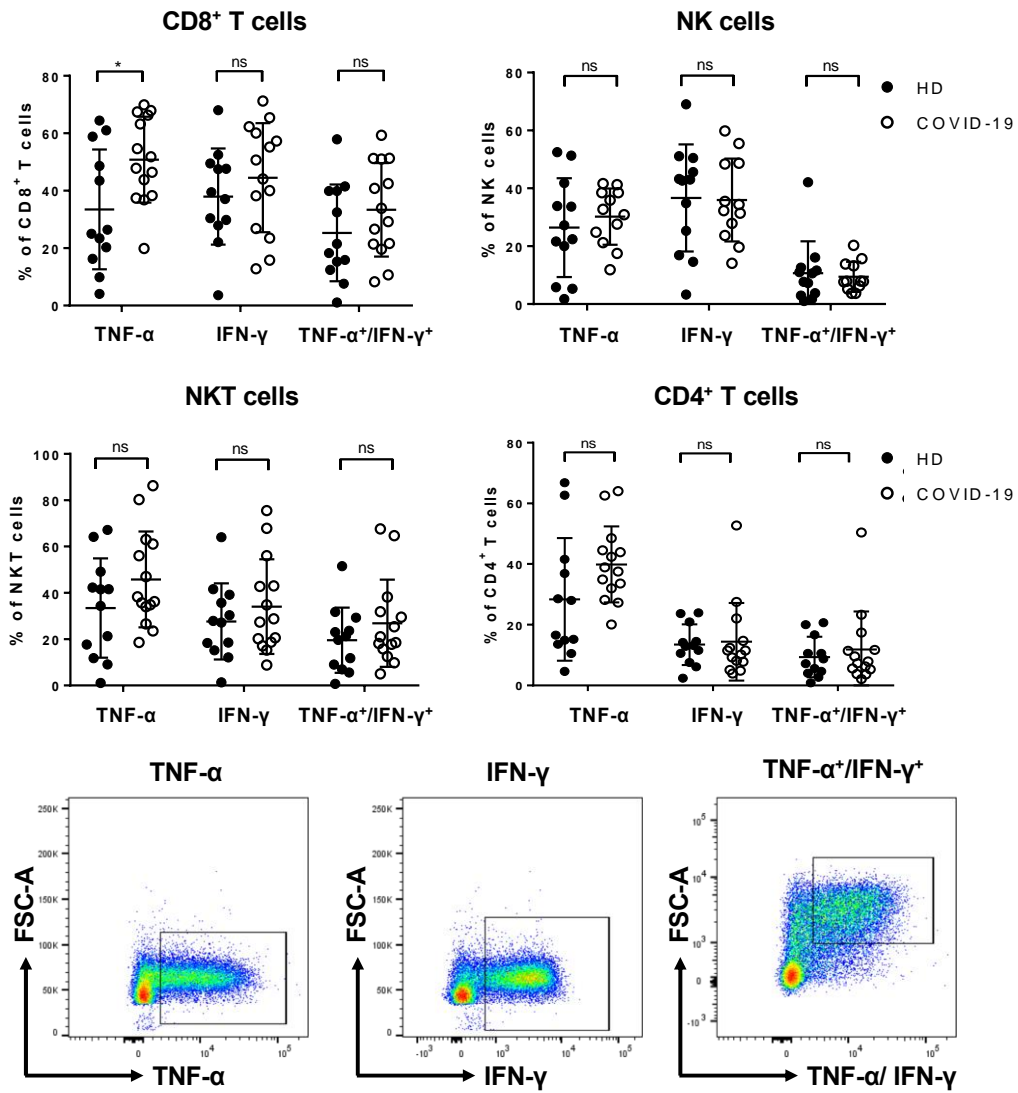 CD8⁺ T cells
% of CD8⁺ T cells
80
60
40
20
0
*
ns
ns
TNF-α
IFN-γ
TNF-α⁺/IFN-γ⁺
NK cells
% of NK cells
80
60
40
20
0
ns
ns
ns
TNF-α
IFN-γ
TNF-α⁺/IFN-γ⁺
HD
COVID-19
NKT cells
% of NKT cells
100
80
60
40
20
0
ns
ns
ns
TNF-α
IFN-γ
TNF-α⁺/IFN-γ⁺
CD4⁺ T cells
% of CD4⁺ T cells
80
60
40
20
0
ns
ns
ns
TNF-α
IFN-γ
TNF-α⁺/IFN-γ⁺
HD
COVID-19
TNF-α
FSC-A
250K
200K
150K
100K
50K
0
0
10⁴
10⁵
TNF-α
IFN-γ
FSC-A
250K
200K
150K
100K
50K
0
-10³
0
10³
10⁴
10⁵
IFN-γ
TNF-α⁺/IFN-γ⁺
FSC-A
10⁵
10⁴
10³
0
-10³
0
10⁴
10⁵
TNF-α/ IFN-γ